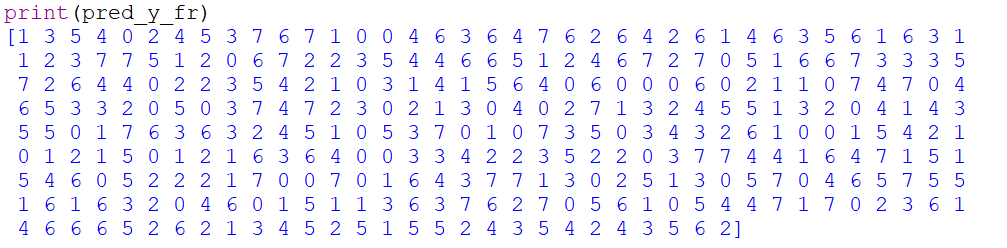 print(pred_y_fr)
[1 3 5 4 0 2 4 5 3 7 6 7 1 0 0 4 6 3 6 4 7 6 2 6 4 2 6 1 4 6 3 5 6 1 6 3 1
1 2 3 7 7 5 1 2 0 6 7 2 2 3 5 4 4 6 6 5 1 2 4 6 7 2 7 0 5 1 6 6 7 3 3 3 5
7 2 6 4 4 0 2 2 3 5 4 2 1 0 3 1 4 1 5 6 4 0 6 0 0 0 6 0 2 1 1 0 7 4 7 0 4
6 5 3 3 2 0 5 0 3 7 4 7 2 3 0 2 1 3 0 4 0 2 7 1 3 2 4 5 5 1 3 2 0 4 1 4 3
5 5 0 1 7 6 3 6 3 2 4 5 1 0 5 3 7 0 1 0 7 3 5 0 3 4 3 2 6 1 0 0 1 5 4 2 1
0 1 2 1 5 0 1 2 1 6 3 6 4 0 0 3 3 4 2 2 3 5 2 2 0 3 7 7 4 4 1 6 4 7 1 5 1
5 4 6 0 5 2 2 2 1 7 0 0 7 0 1 6 4 3 7 7 1 3 0 2 5 1 3 0 5 7 0 4 6 5 7 5 5
1 6 1 6 3 2 0 4 6 0 1 5 1 1 3 6 3 7 6 2 7 0 5 6 1 0 5 4 4 7 1 7 0 2 3 6 1
4 6 6 6 5 2 6 2 1 3 4 5 2 5 1 5 5 2 4 3 5 4 2 4 3 5 6 2]